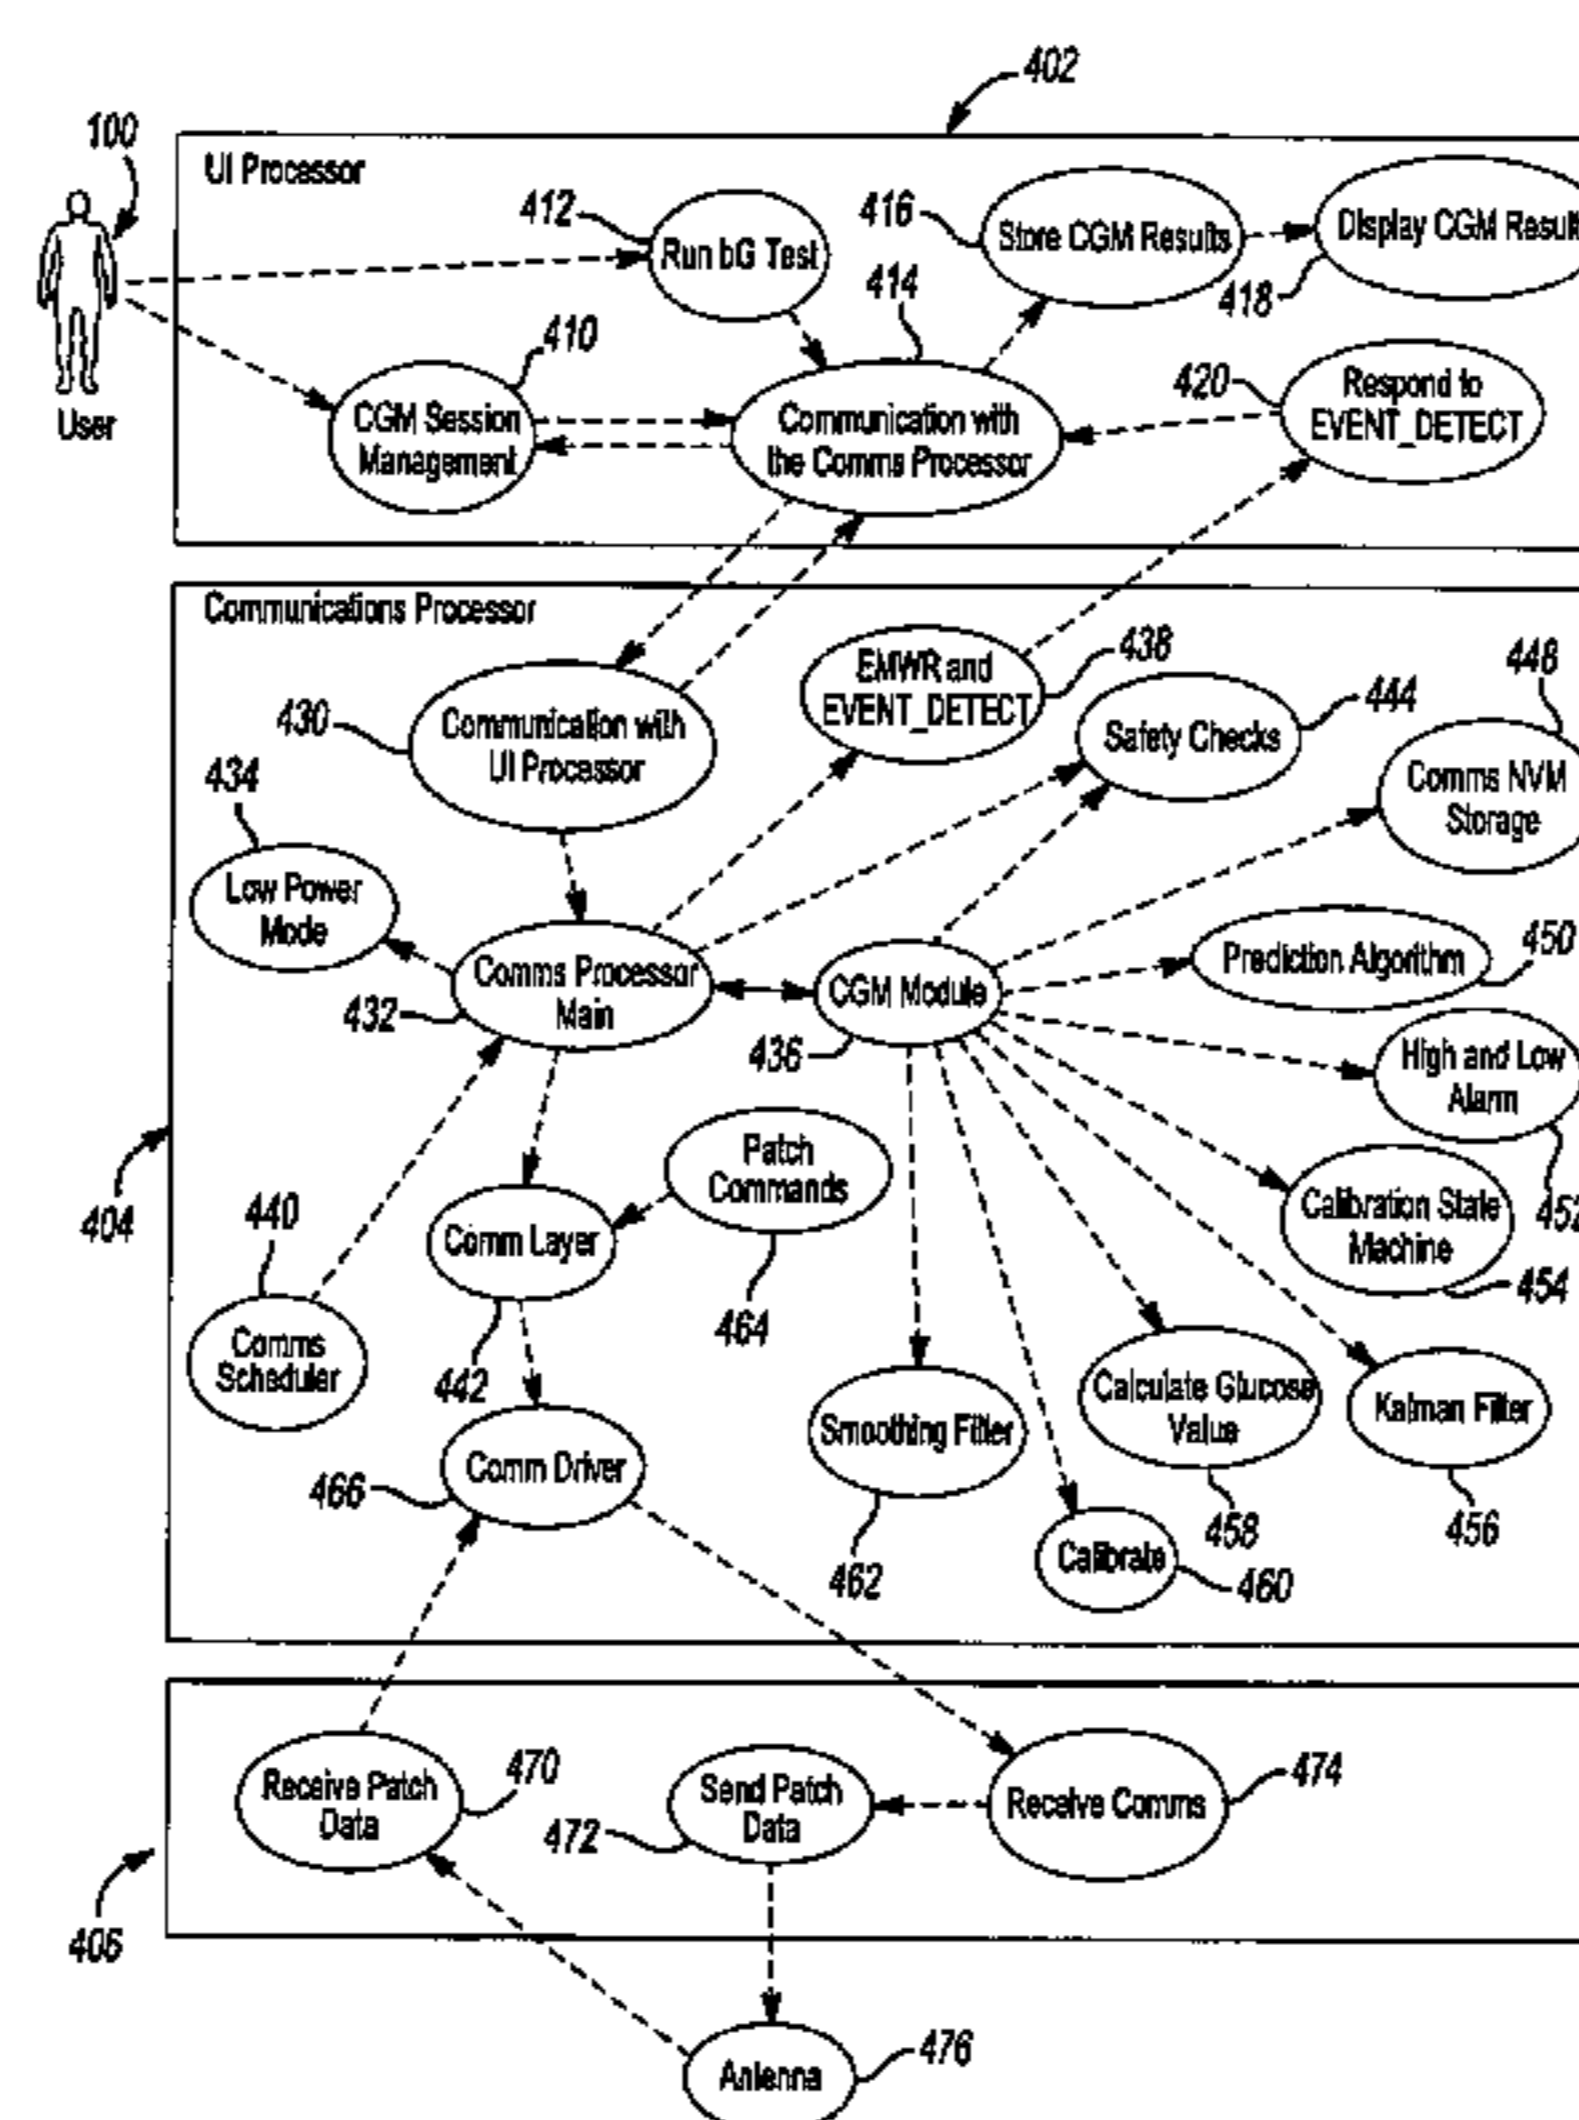 402
100
UI Processor
412
Run bG Test
416
Store CGM Results
Display CGM Result
414
418
410
User
CGM Session
Management
Communication with
the Comms Processor
420
Respond to
EVENT_DETECT
Communications Processor
430
Communication with
UI Processor
EMWR and
EVENT_DETECT
438
444
Safety Checks
448
Comms NVM
Storage
434
Low Power
Mode
Comms Processor
Main
432
CGM Module
436
Prediction Algorithm
450
High and Low
Alarm
452
404
440
Comms
Scheduler
Comm Layer
442
Patch
Commands
464
Calibration State
Machine
454
Smoothing Filter
462
Calculate Glucose
Value
458
Kalman Filter
456
466
Comm Driver
Calibrate
460
Receive Patch
Data
470
Send Patch
Data
472
Receive Comms
474
406
Antenna
476